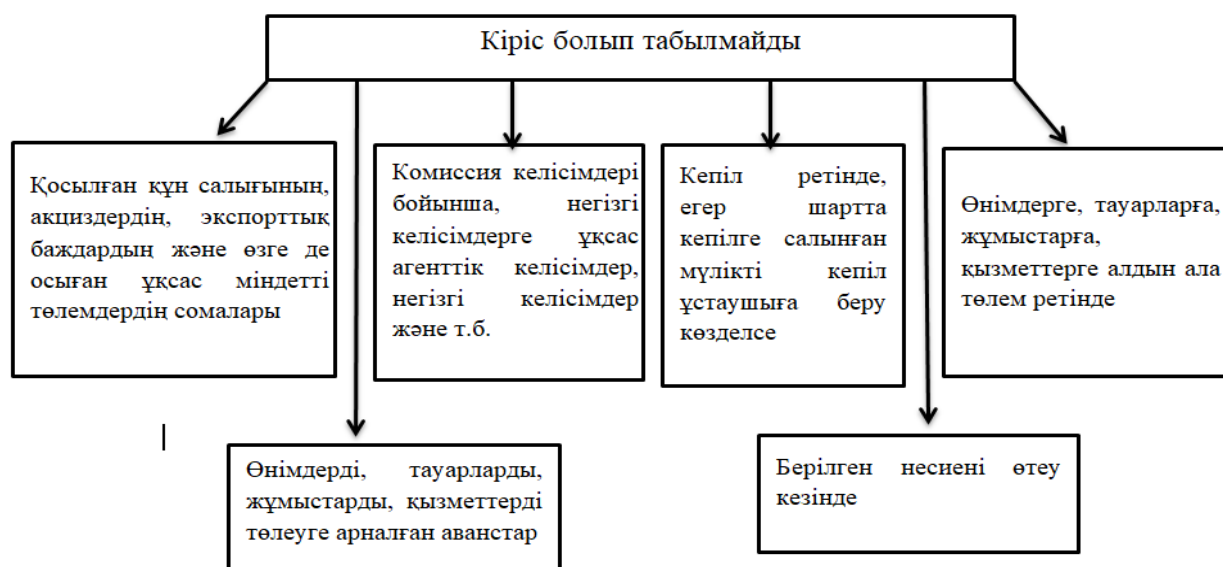 Кіріс болып табылмайды
Қосылған құн салығының,
акциздердің, экспорттық
баждардың және өзге де
осыған ұқсас міндетті
төлемдердің сомалары
Комиссия келісімдері
бойынша, негізгі
келісімдерге ұқсас
агенттік келісімдер,
негізгі келісімдер
және т.б.
Кепіл ретінде,
егер шартта
кепілге салынған
мүлікті кепіл
ұстаушыға беру
көзделсе
Өнімдерге, тауарларға,
жұмыстарға,
қызметтерге алдын ала
төлем ретінде
Өнімдерді, тауарларды,
жұмыстарды, қызметтерді
төлеуге арналған аванстар
Берілген несиені өтеу
кезінде